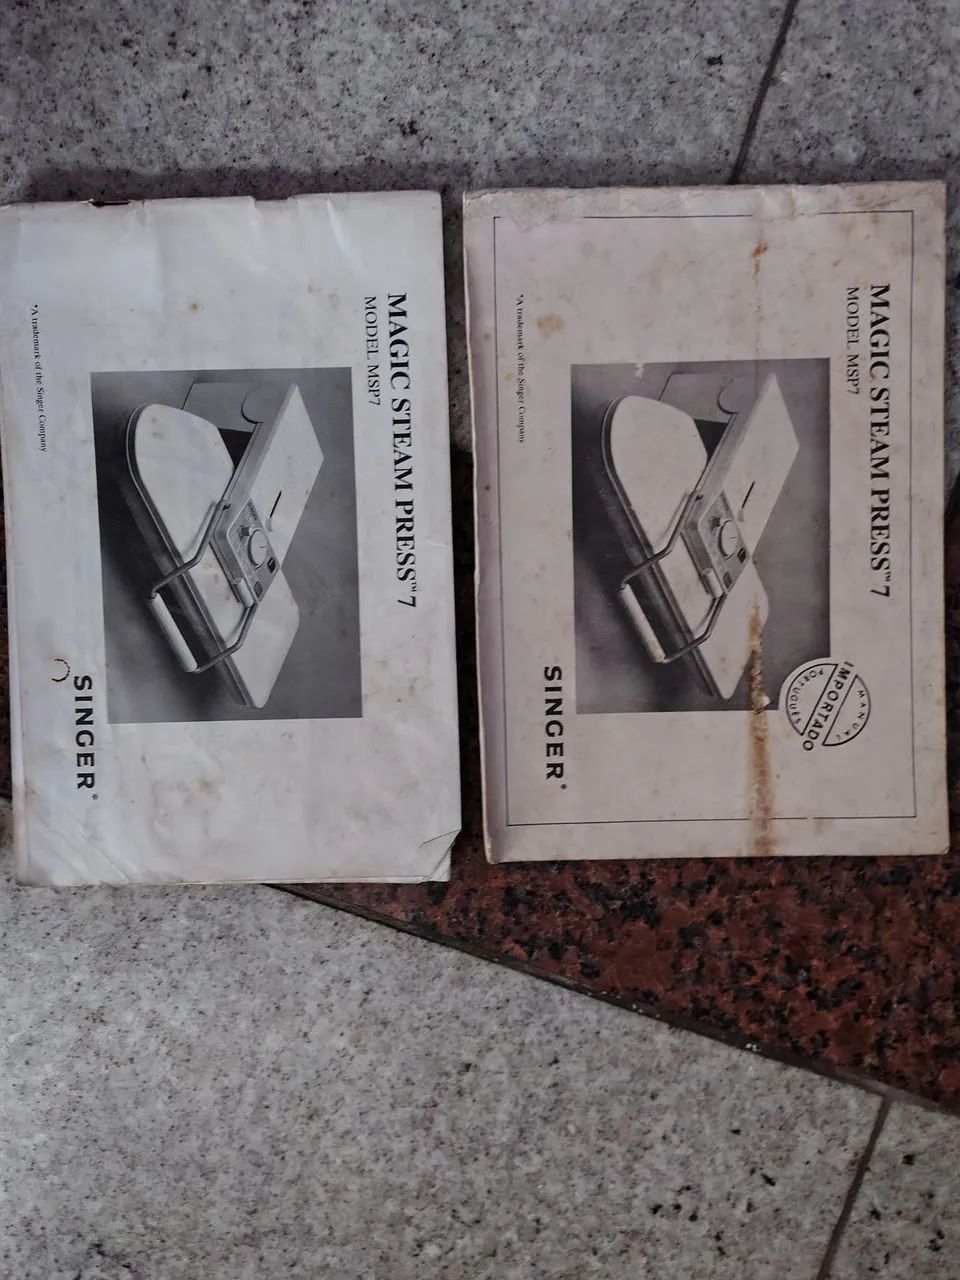 MAGIC STEAM PRESS™ 7
MODEL MSP7
SINGER*
*A trademark of the Singer Company
MAGIC STEAM PRESS™ 7
MODEL MSP7
MANUAL
IMPORTADO
PORTUGUÊS
SINGER*
*A trademark of the Singer Company